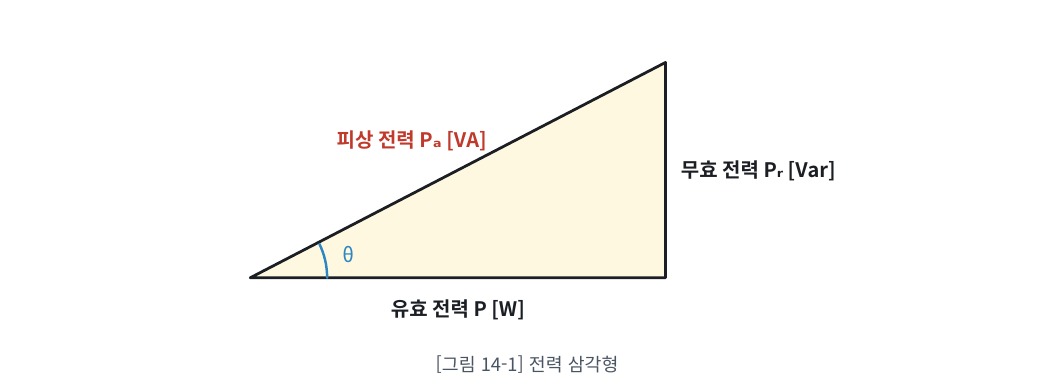 피상 전력 Pₐ [VA]
무효 전력 Pᵣ [Var]
θ
유효 전력 P [W]
[그림 14-1] 전력 삼각형